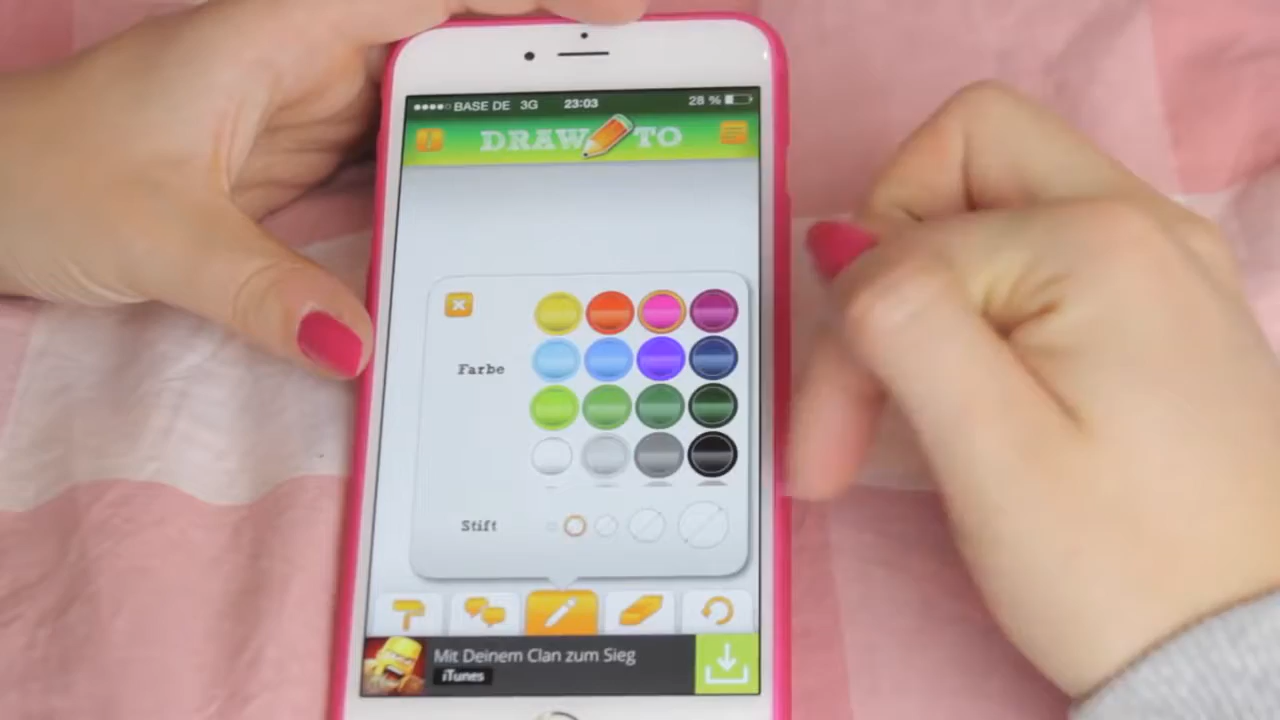 BASE DE 3G 23:03 28 %
DRAW TO
Farbe
Stift
Mit Deinem Clan zum Sieg
iTunes